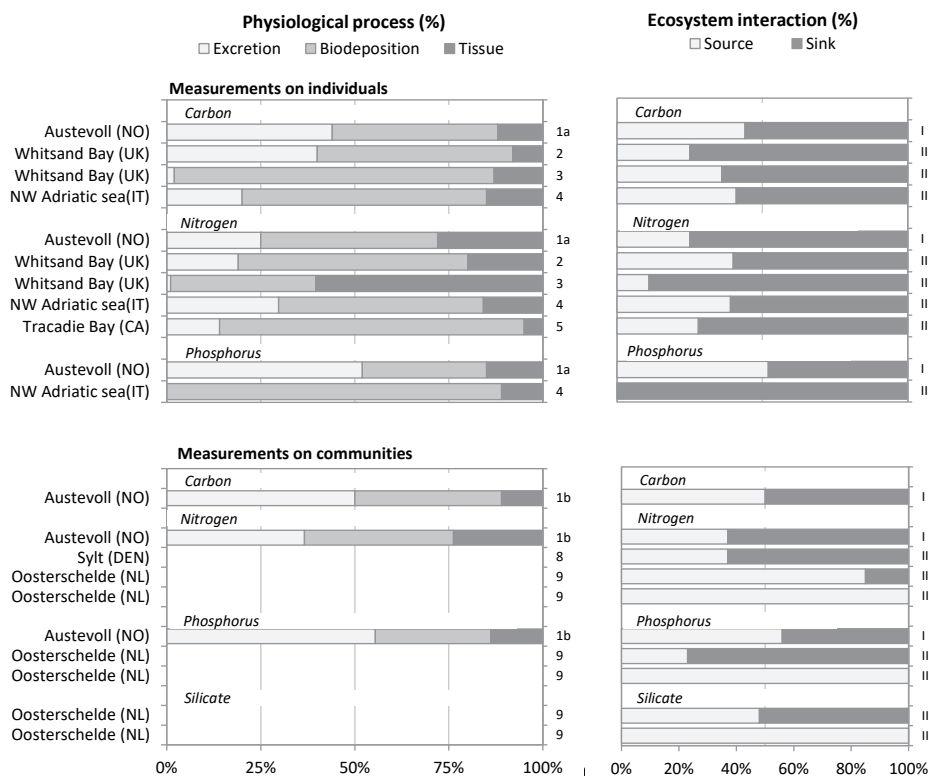 Physiological process (%) Ecosystem interaction (%)
Excretion Biodeposition Tissue Source Sink
Measurements on individuals
Carbon Carbon
Austevoll (NO) 1a I
Whitsand Bay (UK) 2 II
Whitsand Bay (UK) 3 II
NW Adriatic sea(IT) 4 II
Nitrogen Nitrogen
Austevoll (NO) 1a I
Whitsand Bay (UK) 2 II
Whitsand Bay (UK) 3 II
NW Adriatic sea(IT) 4 II
Tracadie Bay (CA) 5 II
Phosphorus Phosphorus
Austevoll (NO) 1a I
NW Adriatic sea(IT) 4 II
Measurements on communities
Carbon Carbon
Austevoll (NO) 1b I
Nitrogen Nitrogen
Austevoll (NO) 1b I
Sylt (DEN) 8 II
Oosterschelde (NL) 9 II
Oosterschelde (NL) 9 II
Phosphorus Phosphorus
Austevoll (NO) 1b I
Oosterschelde (NL) 9 II
Oosterschelde (NL) 9 II
Silicate Silicate
Oosterschelde (NL) 9 II
Oosterschelde (NL) 9 II
0% 25% 50% 75% 100% 0% 20% 40% 60% 80% 100%